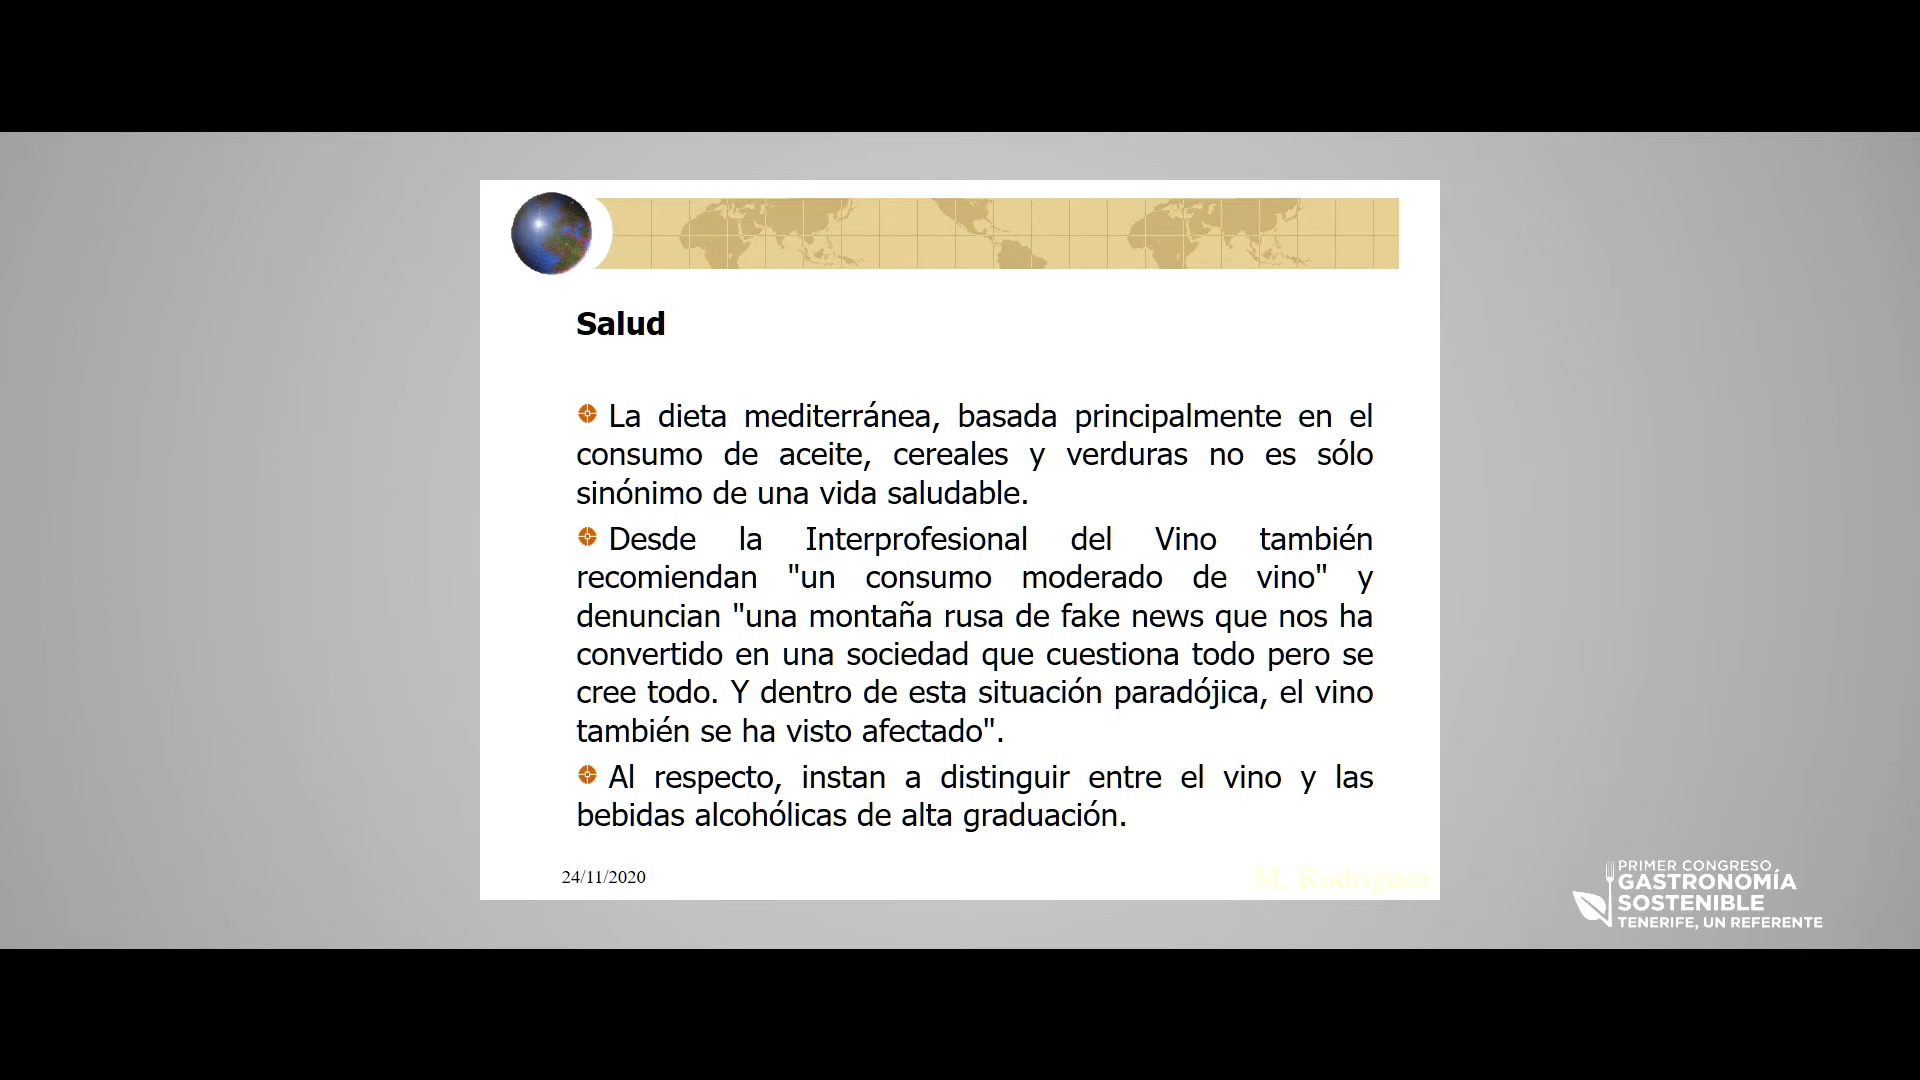 Salud
La dieta mediterránea, basada principalmente en el
consumo de aceite, cereales y verduras no es sólo
sinónimo de una vida saludable.
Desde la Interprofesional del Vino también
recomiendan "un consumo moderado de vino" y
denuncian "una montaña rusa de fake news que nos ha
convertido en una sociedad que cuestiona todo pero se
cree todo. Y dentro de esta situación paradójica, el vino
también se ha visto afectado".
Al respecto, instan a distinguir entre el vino y las
bebidas alcohólicas de alta graduación.
24/11/2020
M. Rodríguez
PRIMER CONGRESO
GASTRONOMÍA
SOSTENIBLE
TENERIFE, UN REFERENTE